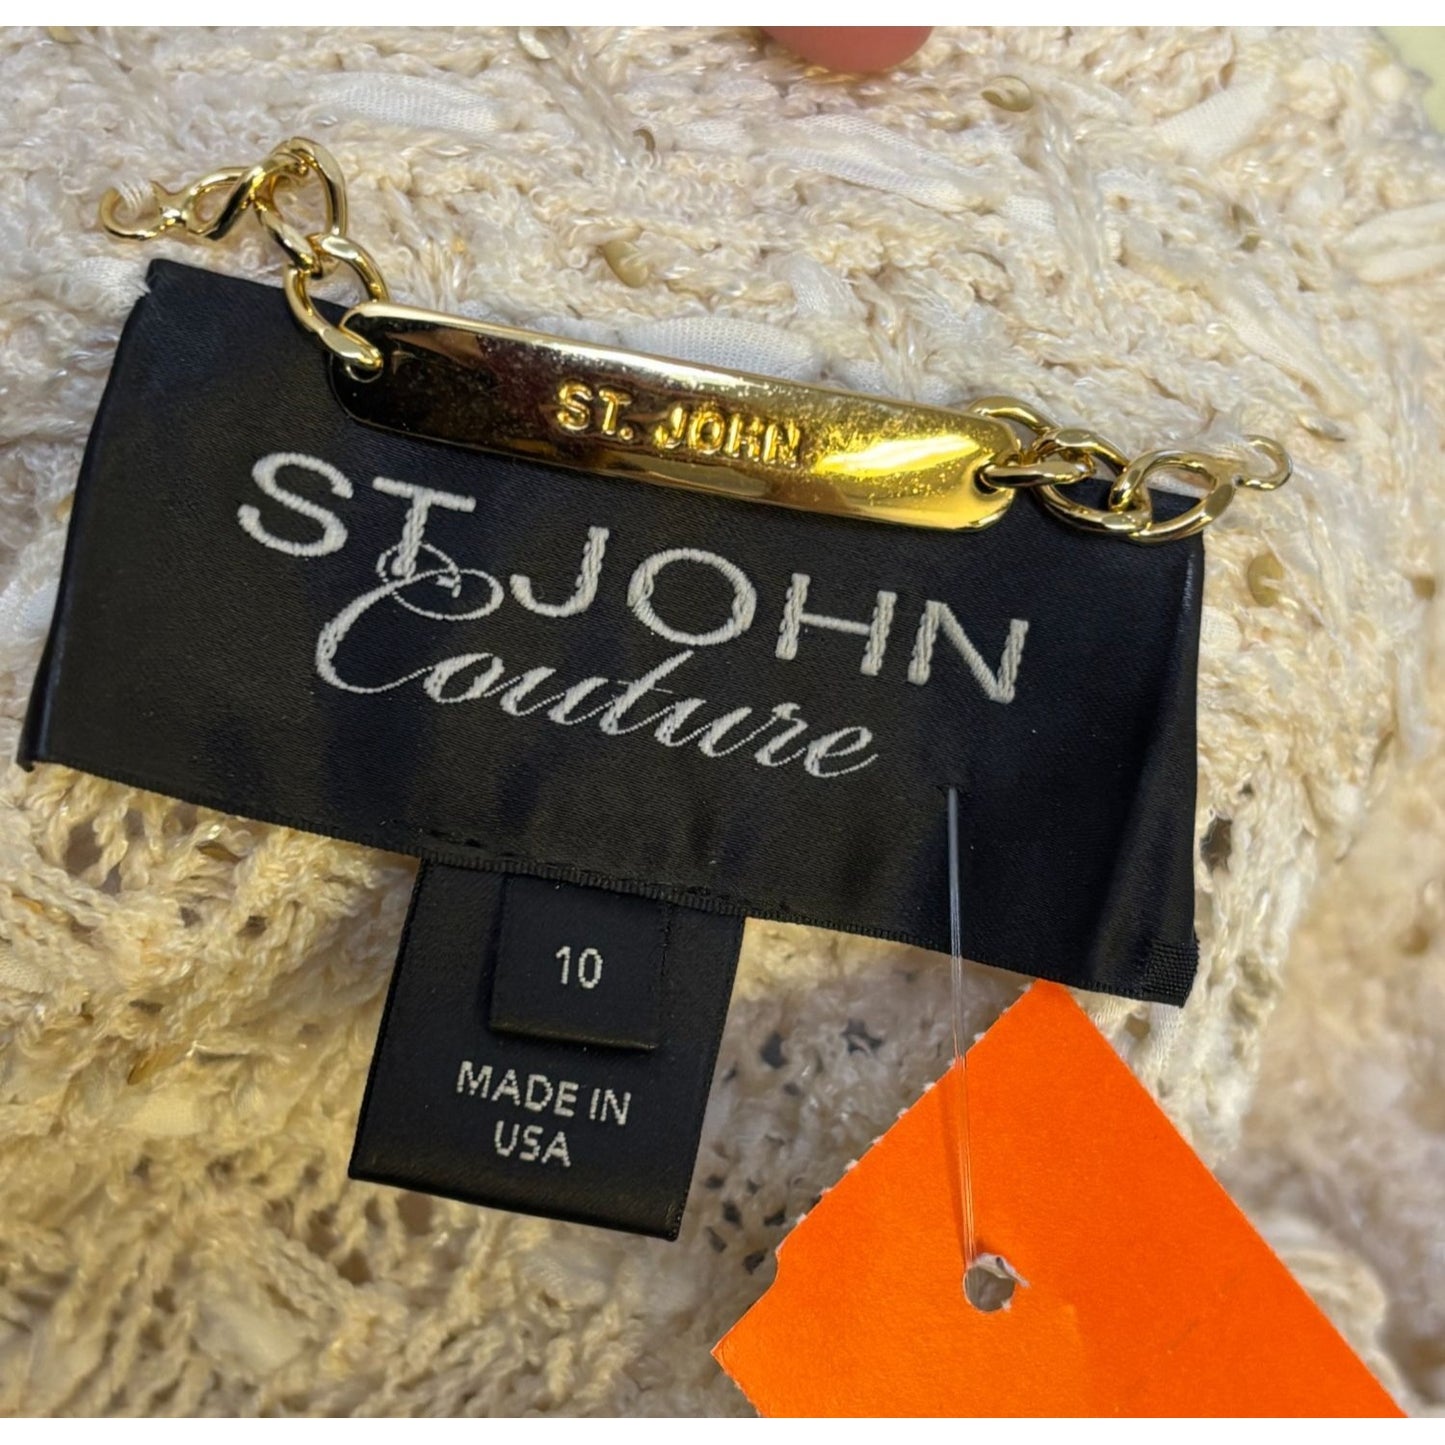 ST. JOHN
ST. JOHN
Couture
10
MADE IN
USA